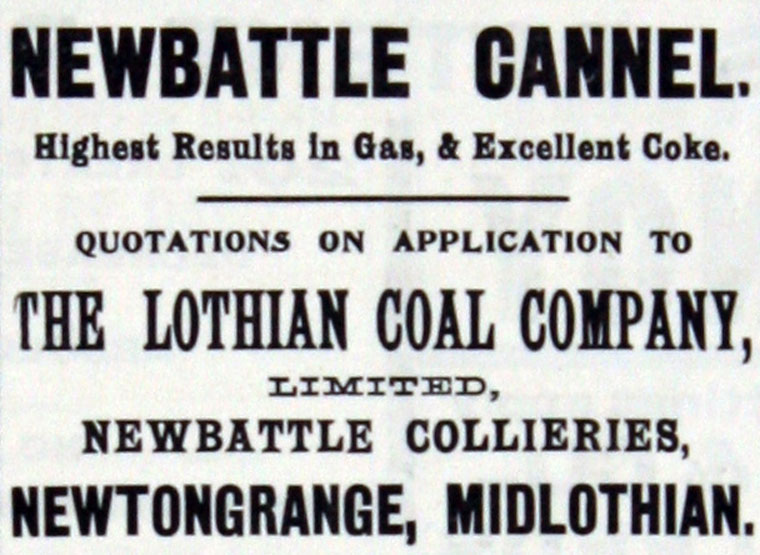 NEWBATTLE CANNEL.
Highest Results in Gas, & Excellent Coke.
QUOTATIONS ON APPLICATION TO
THE LOTHIAN COAL COMPANY,
LIMITED,
NEWBATTLE COLLIERIES,
NEWTONGRANGE, MIDLOTHIAN.